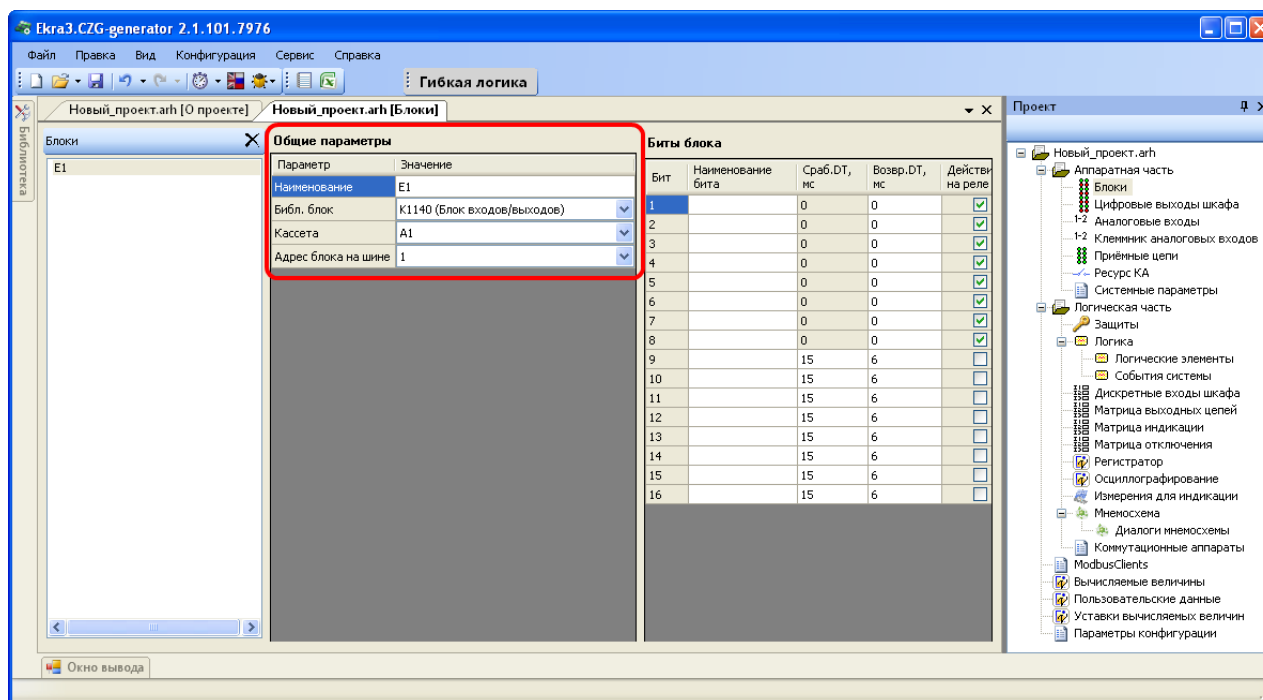 Ekra3.CZG-generator 2.1.101.7976
Файл Правка Вид Конфигурация Сервис Справка
Гибкая логика
Новый_проект.arh [О проекте] Новый_проект.arh [Блоки]
Библиотека
Блоки
E1
Общие параметры
Параметр Значение
Наименование E1
Библ. блок К1140 (Блок входов/выходов)
Кассета А1
Адрес блока на шине 1
Биты блока
Бит Наименование бита Сраб.DT, мс Возвр.DT, мс Действи на реле
1 0 0
2 0 0
3 0 0
4 0 0
5 0 0
6 0 0
7 0 0
8 0 0
9 15 6
10 15 6
11 15 6
12 15 6
13 15 6
14 15 6
15 15 6
16 15 6
Проект
Новый_проект.arh
Аппаратная часть
Блоки
Цифровые выходы шкафа
1-2 Аналоговые входы
1-2 Клеммник аналоговых входов
Приёмные цепи
Ресурс КА
Системные параметры
Логическая часть
Защиты
Логика
Логические элементы
События системы
Дискретные входы шкафа
Матрица выходных цепей
Матрица индикации
Матрица отключения
Регистратор
Осциллографирование
Измерения для индикации
Мнемосхема
Диалоги мнемосхемы
Коммутационные аппараты
ModbusClients
Вычисляемые величины
Пользовательские данные
Уставки вычисляемых величин
Параметры конфигурации
Окно вывода